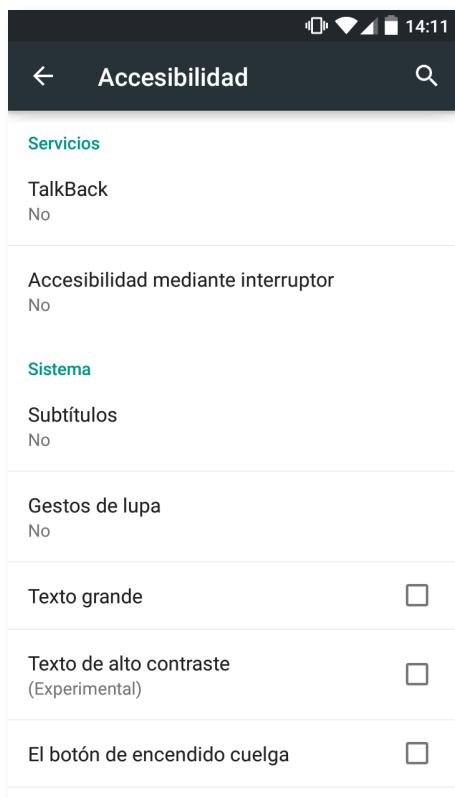 14:11
Accesibilidad
Servicios
TalkBack
No
Accesibilidad mediante interruptor
No
Sistema
Subtítulos
No
Gestos de lupa
No
Texto grande
Texto de alto contraste
(Experimental)
El botón de encendido cuelga